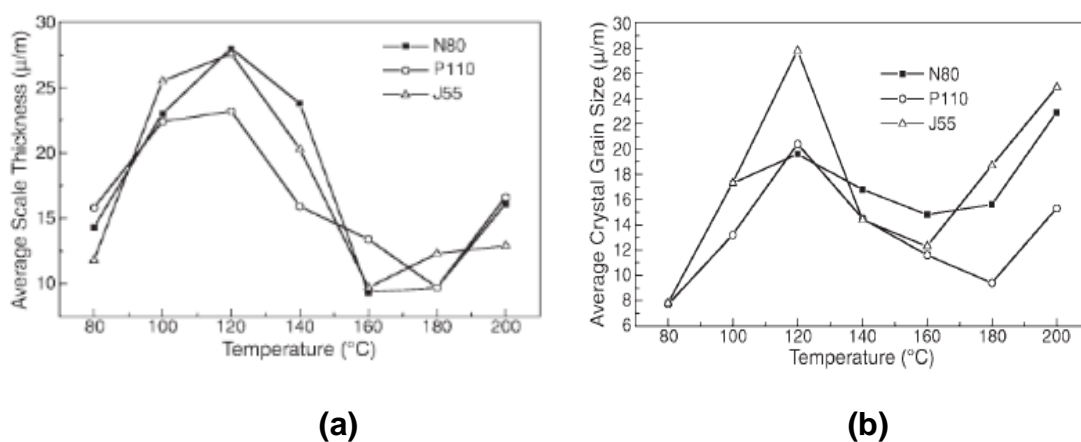 Average Scale Thickness (μ/m)
30
25
20
15
10
N80
P110
J55
80 100 120 140 160 180 200
Temperature (°C)
(a)
Average Crystal Grain Size (μ/m)
30
28
26
24
22
20
18
16
14
12
10
8
6
N80
P110
J55
80 100 120 140 160 180 200
Temperature (°C)
(b)